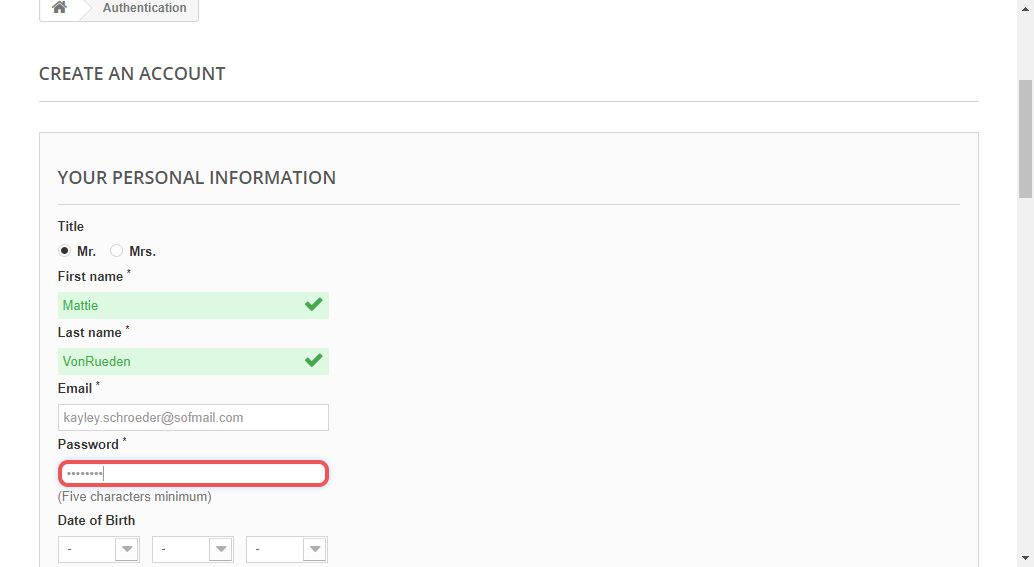 Authentication
CREATE AN ACCOUNT
YOUR PERSONAL INFORMATION
Title
Mr. Mrs.
First name *
Mattie
Last name *
VonRueden
Email *
kayley.schroeder@sofmail.com
Password *
••••••••
(Five characters minimum)
Date of Birth
- - -